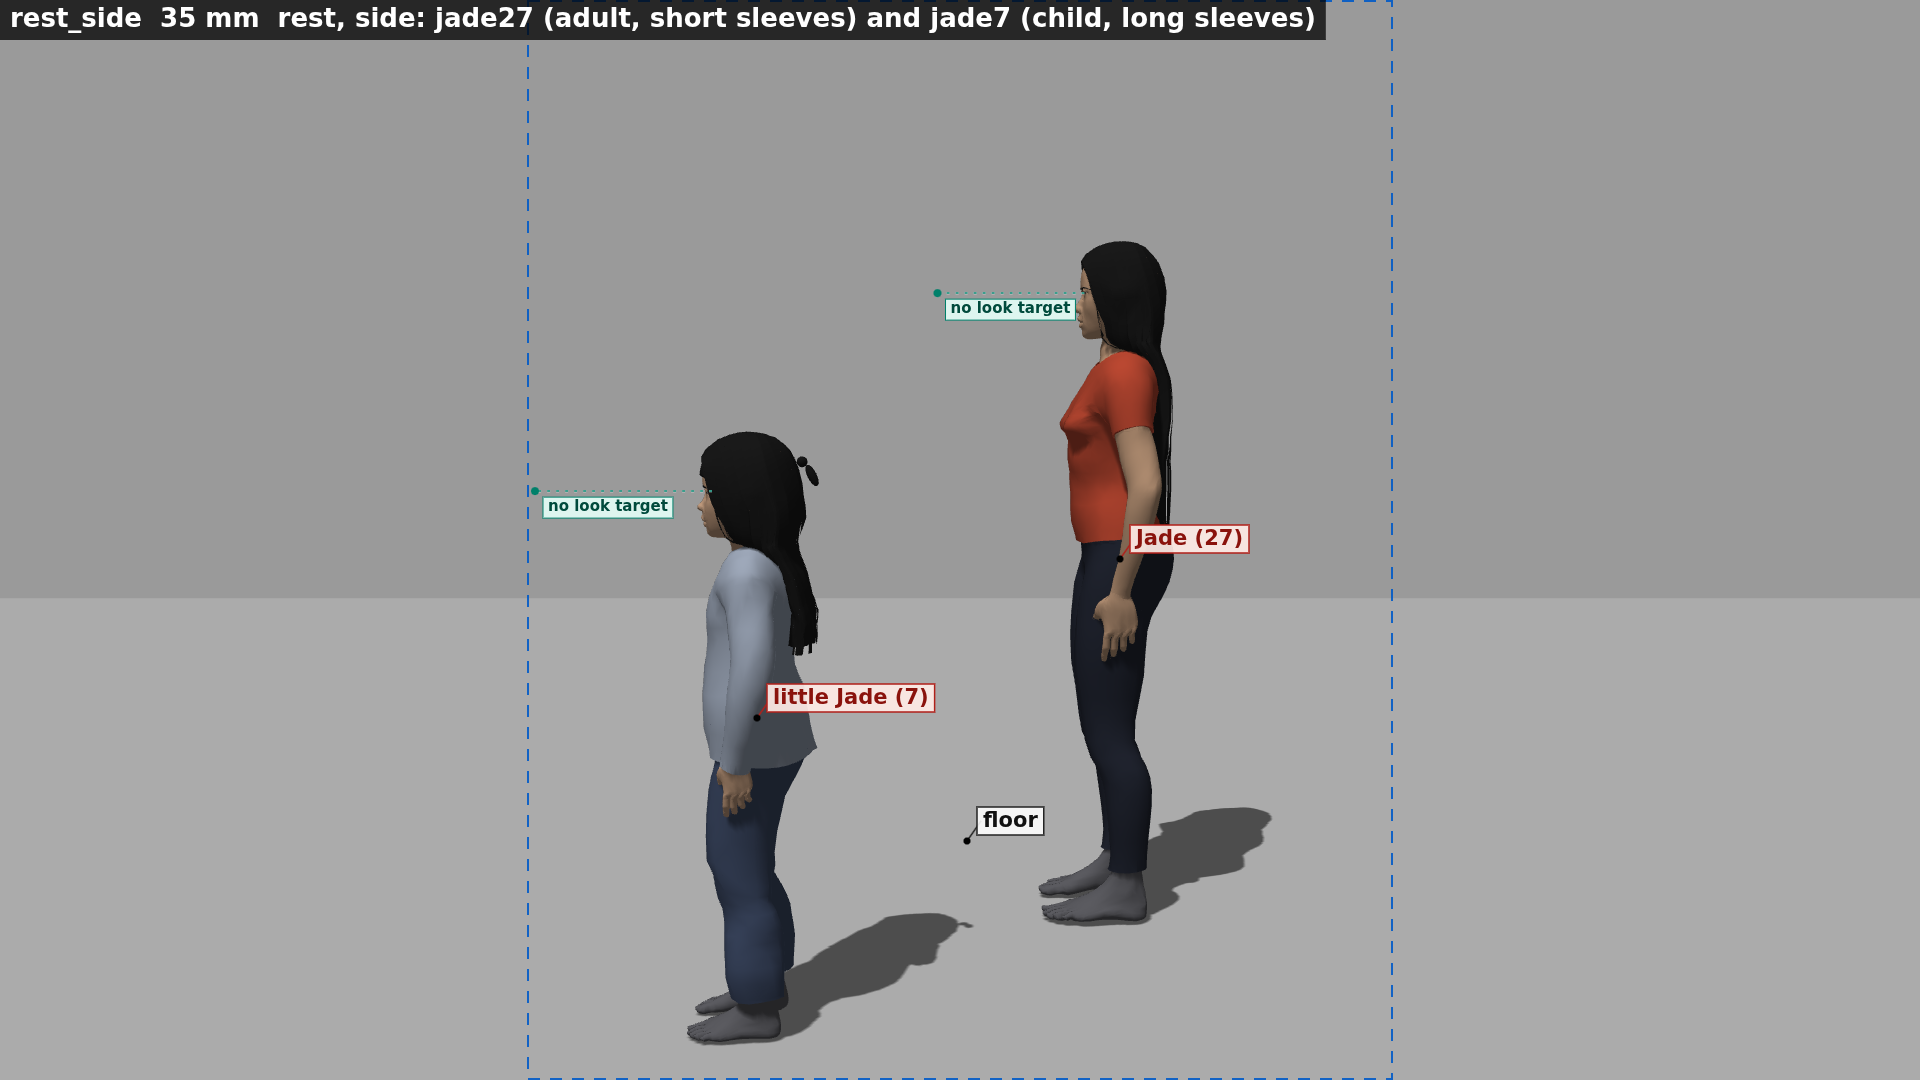 rest_side  35 mm  rest, side: jade27 (adult, short sleeves) and jade7 (child, long sleeves)
no look target
no look target
Jade (27)
little Jade (7)
floor